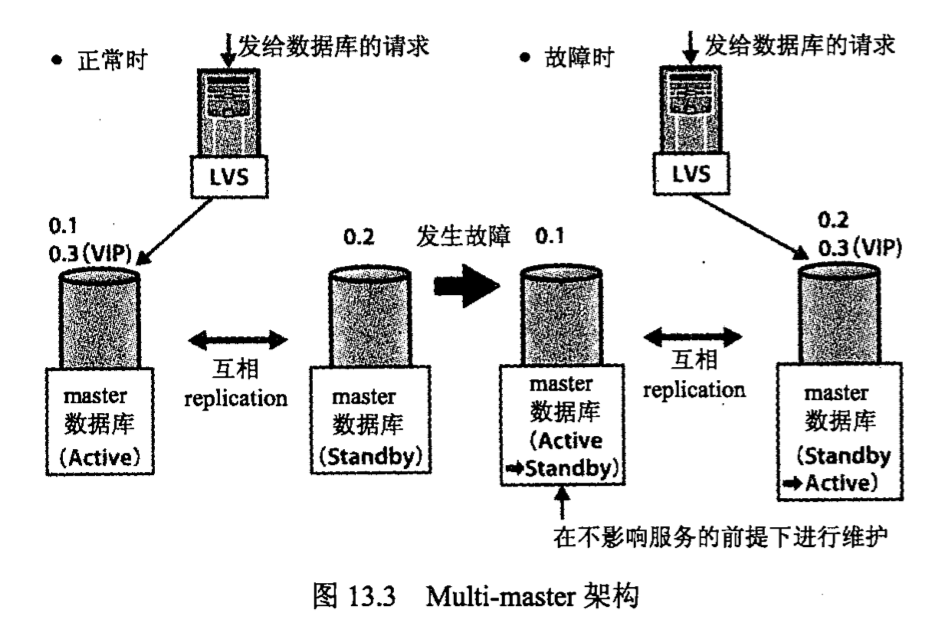 • 正常时
发给数据库的请求
LVS
0.1
0.3(VIP)
master
数据库
(Active)
互相
replication
0.2
master
数据库
(Standby)
发生故障
• 故障时
发给数据库的请求
LVS
0.1
master
数据库
(Active
➡Standby)
互相
replication
0.2
0.3(VIP)
master
数据库
(Standby
➡Active)
在不影响服务的前提下进行维护
图 13.3 Multi-master 架构